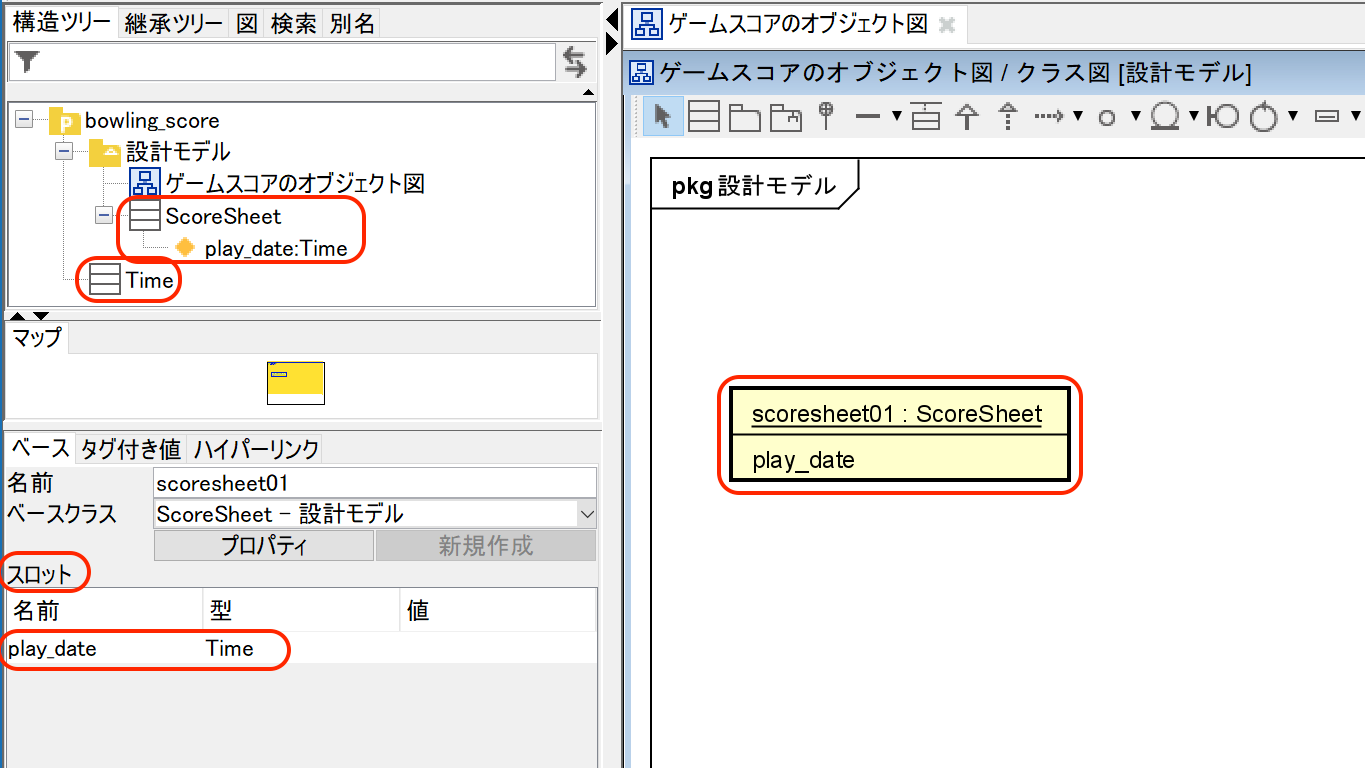 構造ツリー 継承ツリー 図 検索 別名
bowling_score
設計モデル
ゲームスコアのオブジェクト図
ScoreSheet
play_date:Time
Time
マップ
ベース タグ付き値 ハイパーリンク
名前 scoresheet01
ベースクラス ScoreSheet - 設計モデル
プロパティ 新規作成
スロット
名前 型 値
play_date Time
ゲームスコアのオブジェクト図
ゲームスコアのオブジェクト図 / クラス図 [設計モデル]
pkg 設計モデル
scoresheet01 : ScoreSheet
play_date